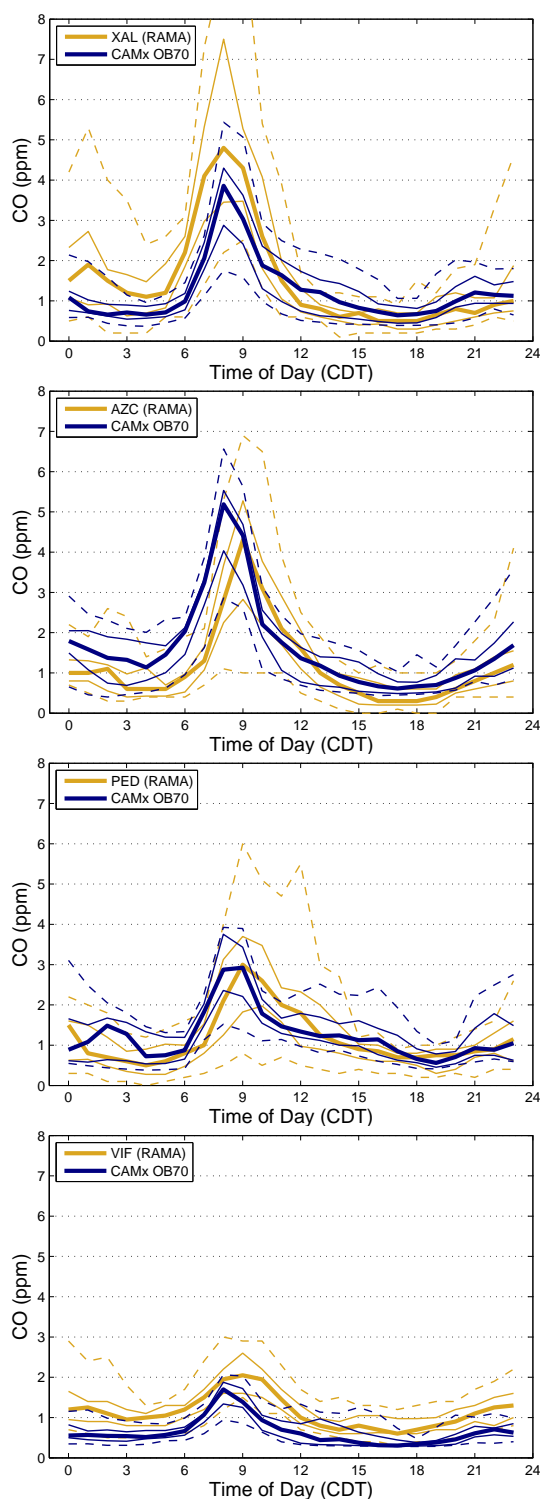 8
XAL (RAMA)
CAMx OB70
7
6
5
4
3
2
1
0
CO (ppm)
0 3 6 9 12 15 18 21 24
Time of Day (CDT)
8
AZC (RAMA)
CAMx OB70
7
6
5
4
3
2
1
0
CO (ppm)
0 3 6 9 12 15 18 21 24
Time of Day (CDT)
8
PED (RAMA)
CAMx OB70
7
6
5
4
3
2
1
0
CO (ppm)
0 3 6 9 12 15 18 21 24
Time of Day (CDT)
8
VIF (RAMA)
CAMx OB70
7
6
5
4
3
2
1
0
CO (ppm)
0 3 6 9 12 15 18 21 24
Time of Day (CDT)